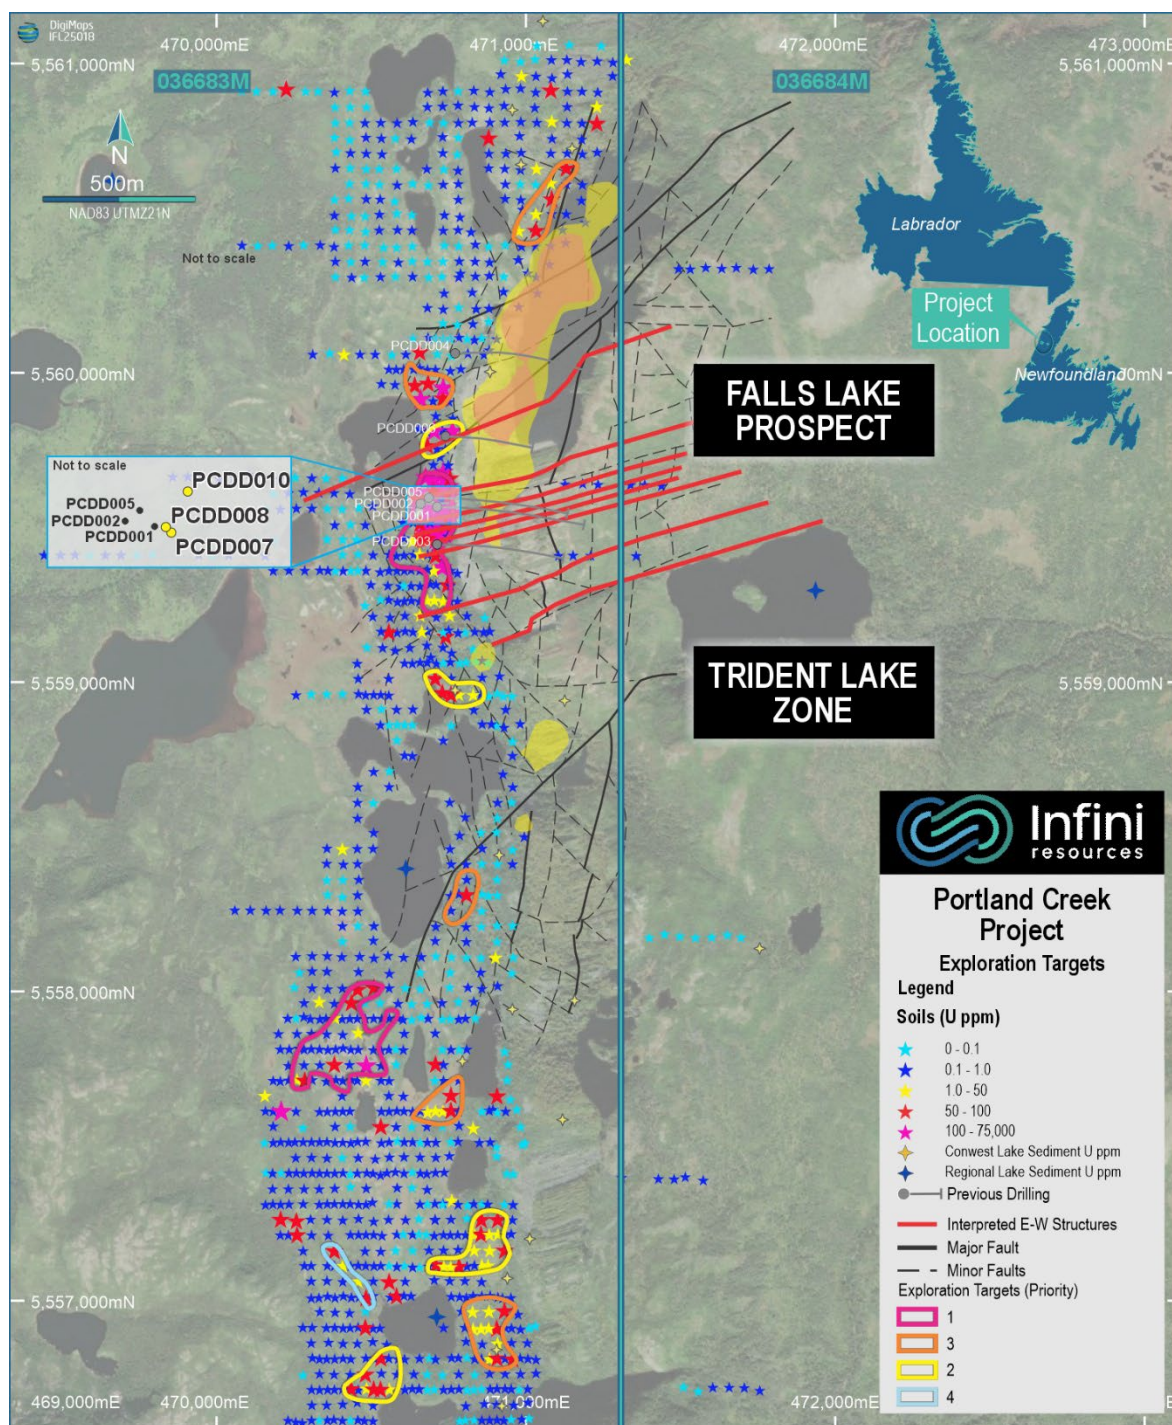 DigiMaps
IFL25018
470,000mE
471,000mE
472,000mE
473,000mE
5,561,000mN
5,561,000mN
036683M
036684M
N
500m
NAD83 UTMZ21N
Not to scale
Labrador
Project
Location
Newfoundland
PCDD004
5,560,000mN
00mN
FALLS LAKE
PROSPECT
PCDD006
Not to scale
PCDD010
PCDD005
PCDD008
PCDD002
PCDD001
PCDD007
PCDD005
PCDD002
PCDD001
PCDD003
TRIDENT LAKE
ZONE
5,559,000mN
5,559,000mN
Infini
resources
Portland Creek
Project
Exploration Targets
Legend
Soils (U ppm)
0 - 0.1
0.1 - 1.0
1.0 - 50
50 - 100
100 - 75,000
Conwest Lake Sediment U ppm
Regional Lake Sediment U ppm
Previous Drilling
Interpreted E-W Structures
Major Fault
Minor Faults
Exploration Targets (Priority)
1
3
2
4
5,558,000mN
5,557,000mN
469,000mE
470,000mE
471,000mE
472,000mE